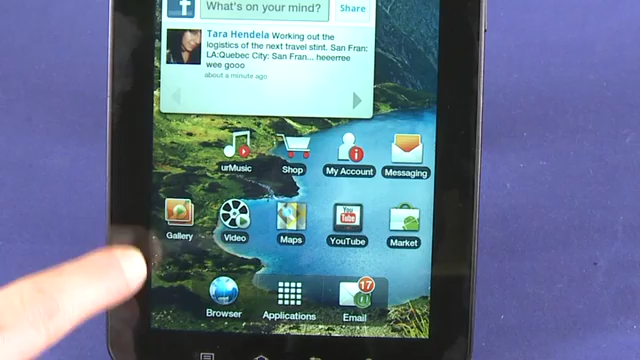 f What's on your mind? Share
Tara Hendela Working out the
logistics of the next travel stint. San Fran:
LA:Quebec City: San Fran... heeerree
wee gooo
about a minute ago
urMusic Shop My Account Messaging
Gallery Video Maps YouTube Market
You Tube
17
Browser Applications Email